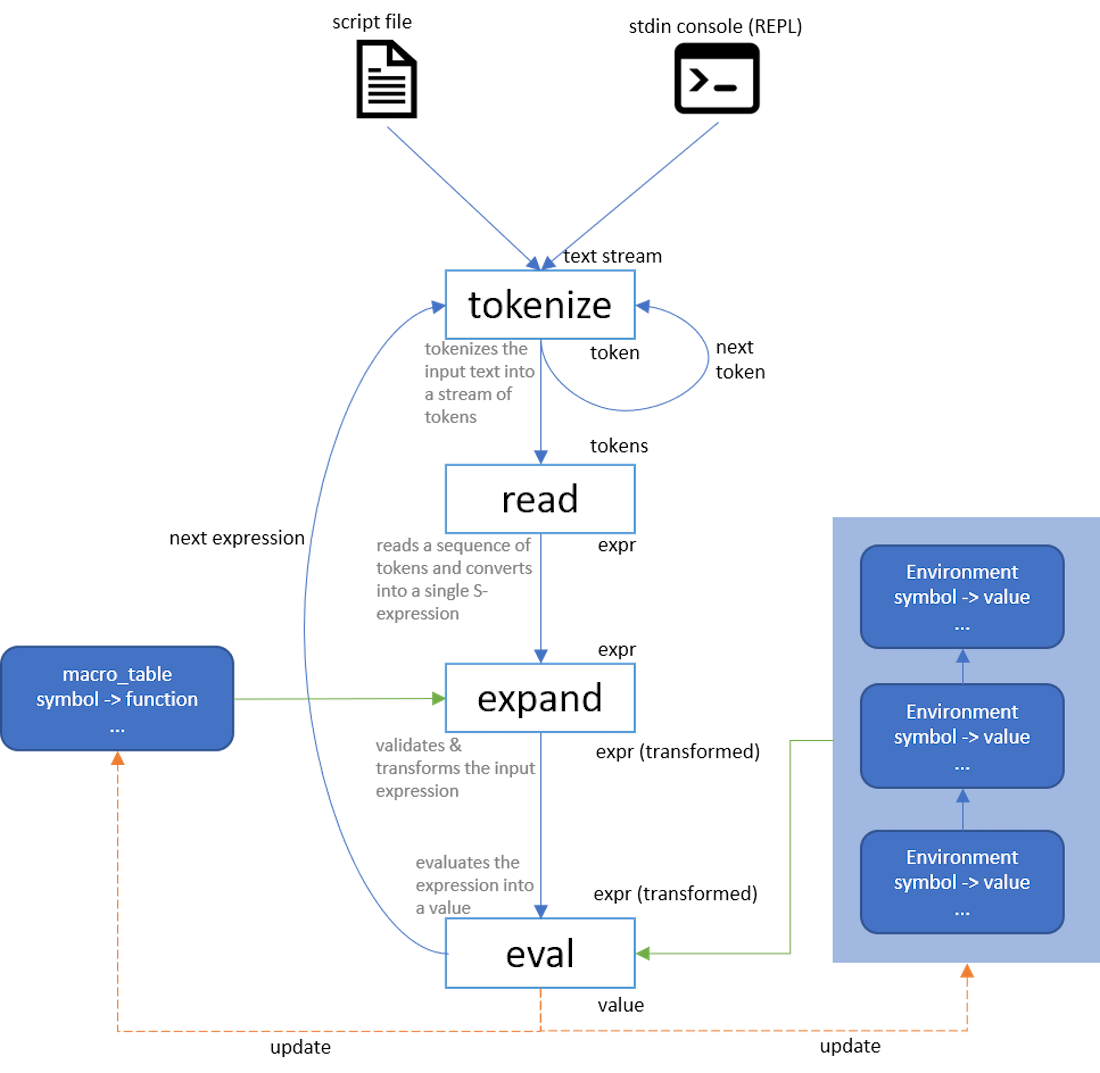 script file
stdin console (REPL)
text stream
tokenize
tokenizes the
input text into
a stream of
tokens
token
next
token
tokens
read
next expression
reads a sequence of
tokens and converts
into a single S-
expression
expr
Environment
symbol -> value
...
expr
macro_table
symbol -> function
...
expand
Environment
symbol -> value
...
validates &
transforms the input
expression
expr (transformed)
evaluates the
expression into
a value
expr (transformed)
Environment
symbol -> value
...
eval
value
update
update